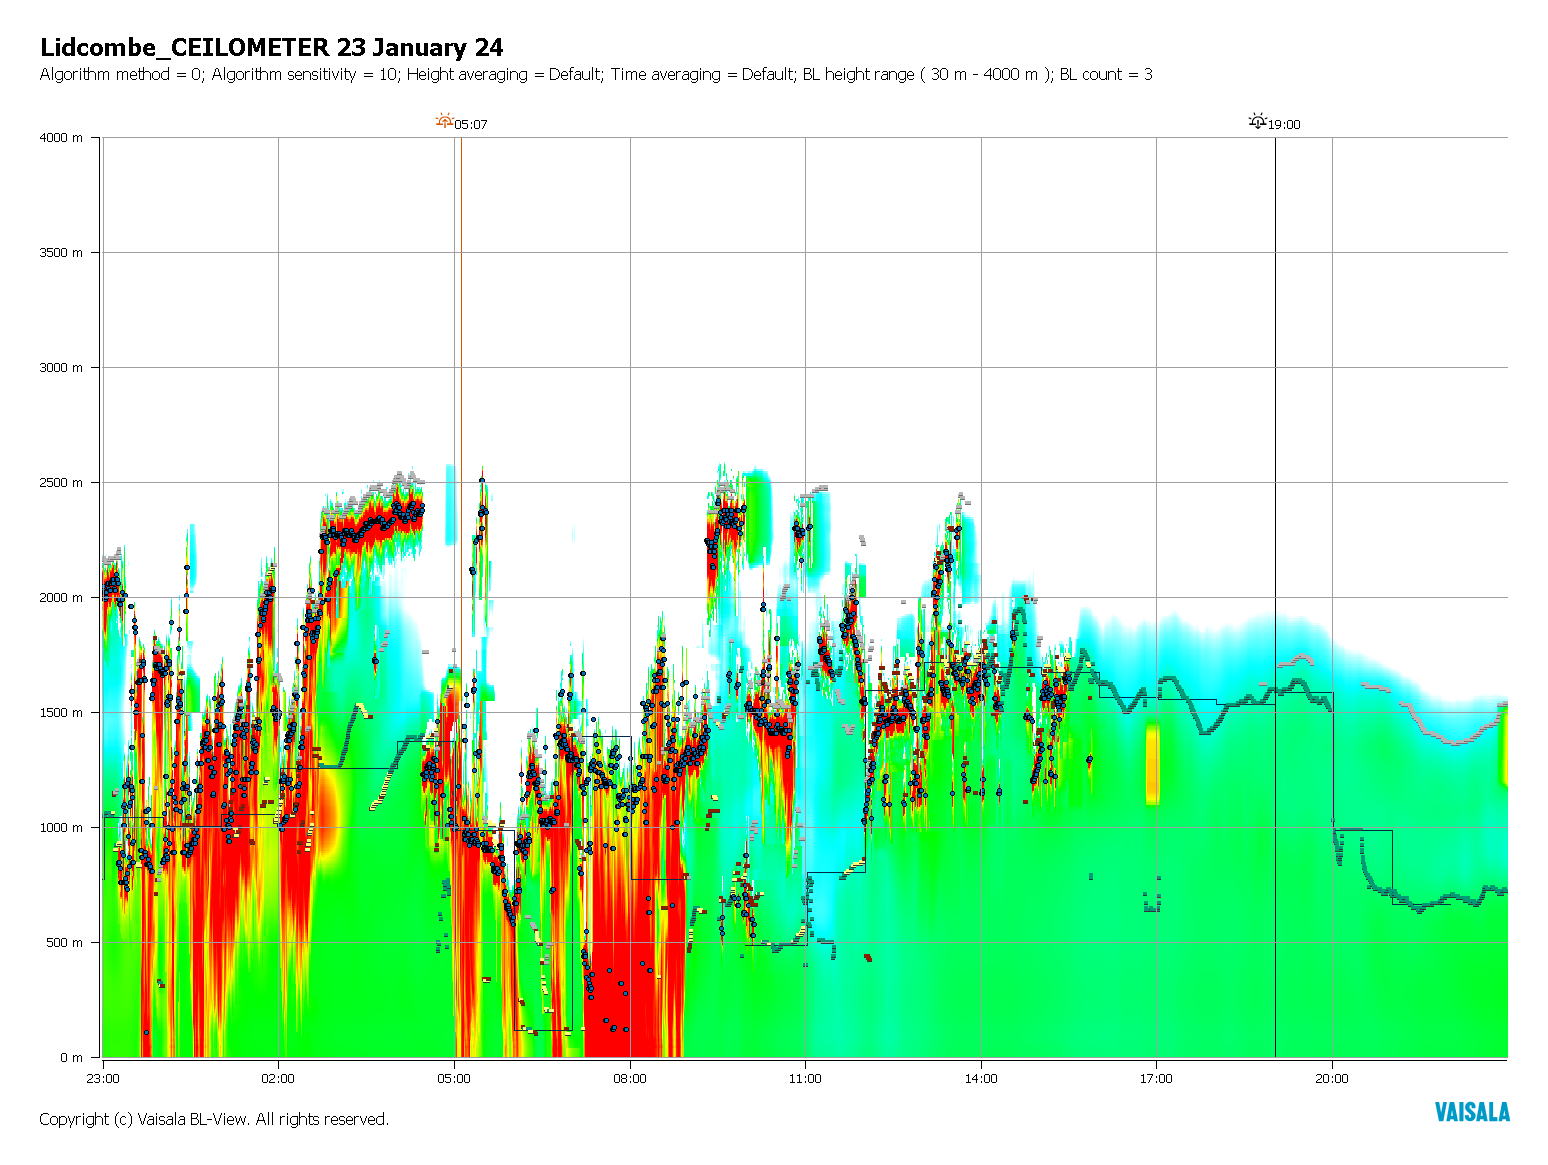 Lidcombe_CEILOMETER 23 January 24
Algorithm method = 0; Algorithm sensitivity = 10; Height averaging = Default; Time averaging = Default; BL height range ( 30 m - 4000 m ); BL count = 3
05:07
19:00
4000 m
3500 m
3000 m
2500 m
2000 m
1500 m
1000 m
500 m
0 m
23:00 02:00 05:00 08:00 11:00 14:00 17:00 20:00
Copyright (c) Vaisala BL-View. All rights reserved.
VAISALA